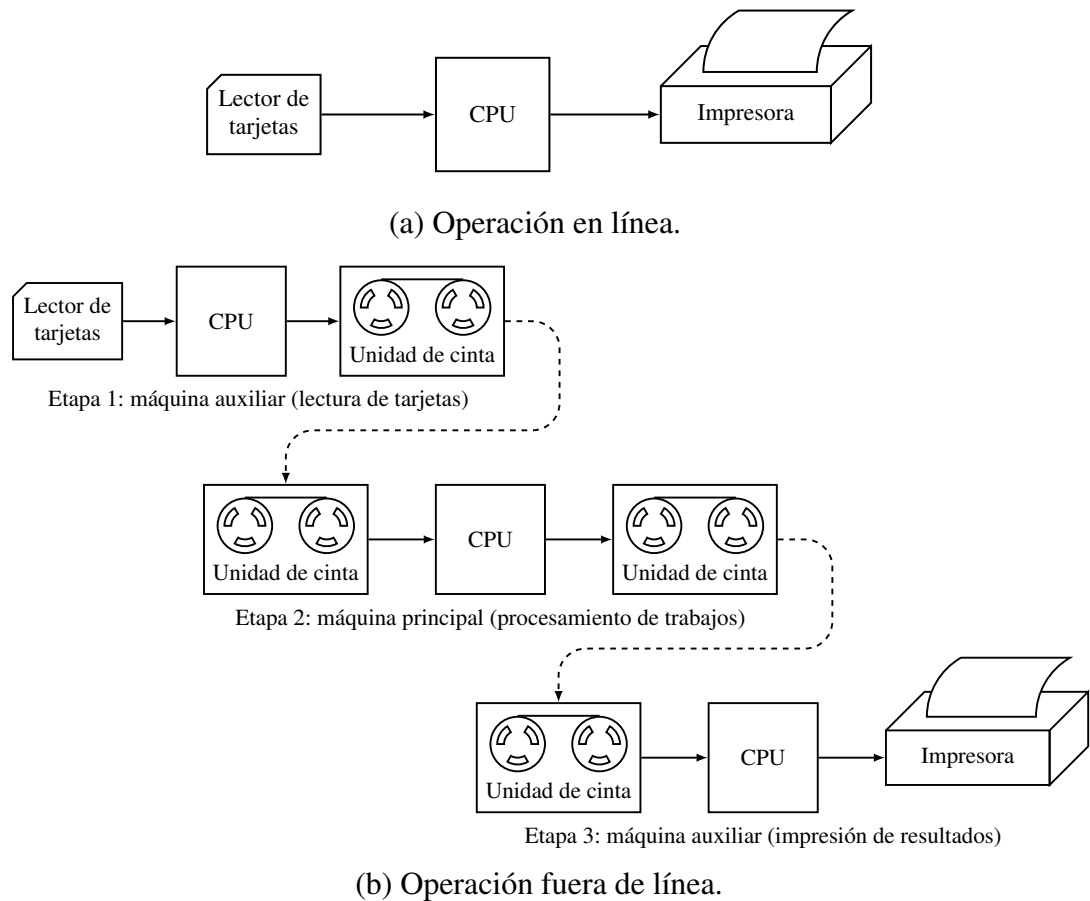 Lector de
tarjetas
CPU
Impresora
(a) Operación en línea.
Lector de
tarjetas
CPU
Unidad de cinta
Etapa 1: máquina auxiliar (lectura de tarjetas)
Unidad de cinta
CPU
Unidad de cinta
Etapa 2: máquina principal (procesamiento de trabajos)
Unidad de cinta
CPU
Impresora
Etapa 3: máquina auxiliar (impresión de resultados)
(b) Operación fuera de línea.